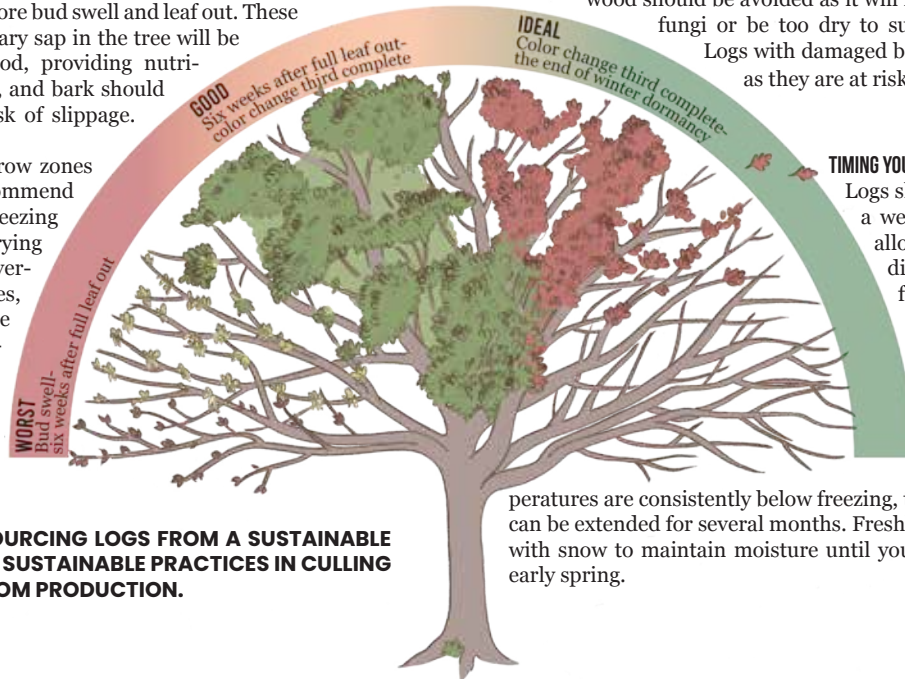 ore bud swell and leaf out. These
ary sap in the tree will be
od, providing nutri-
, and bark should
sk of slippage.
row zones
ommend
eezing
rying
ver-
es,
e
WORST
Bud swell-
six weeks after full leaf out
GOOD
Six weeks after full leaf out-
color change third complete
IDEAL
Color change third complete-
the end of winter dormancy
wood should be avoided as it will
fungi or be too dry to su
Logs with damaged b
as they are at risk
TIMING YOU
Logs sl
a we
allo
di
f
OURCING LOGS FROM A SUSTAINABLE
SUSTAINABLE PRACTICES IN CULLING
OM PRODUCTION.
peratures are consistently below freezing,
can be extended for several months. Fresh
with snow to maintain moisture until you
early spring.